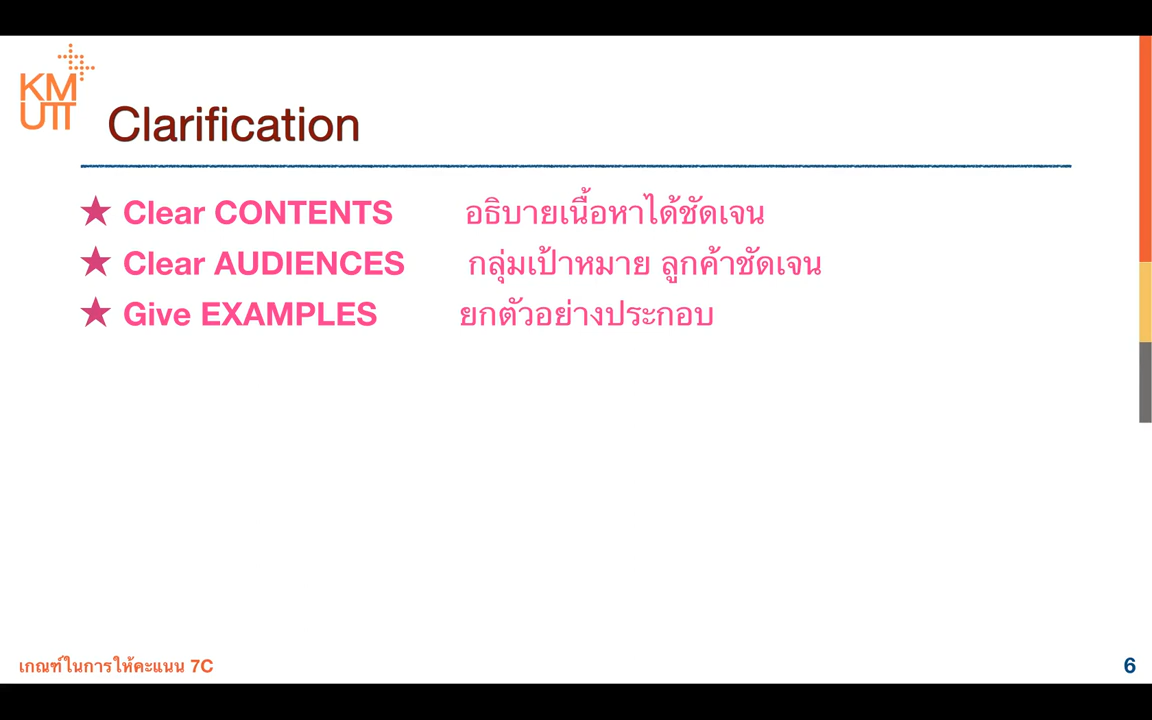 KM
UTT
Clarification
★ Clear CONTENTS อธิบายเนื้อหาได้ชัดเจน
★ Clear AUDIENCES กลุ่มเป้าหมาย ลูกค้าชัดเจน
★ Give EXAMPLES ยกตัวอย่างประกอบ
เกณฑ์ในการให้คะแนน 7C
6